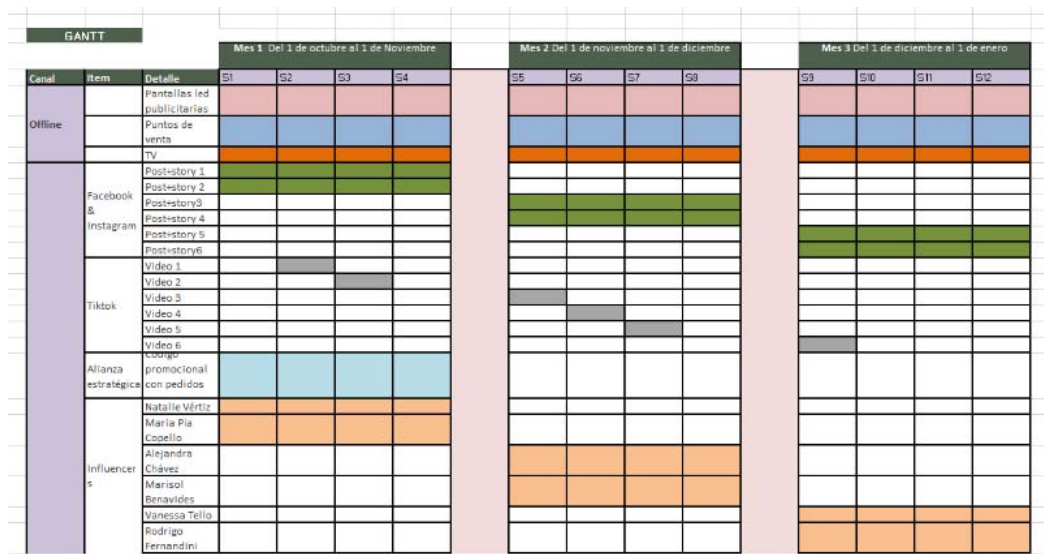 GANTT
Mes 1 Del 1 de octubre al 1 de Noviembre
Mes 2 Del 1 de noviembre al 1 de diciembre
Mes 3 Del 1 de diciembre al 1 de enero
Canal Item Detalle S1 S2 S3 S4 S5 S6 S7 S8 S9 S10 S11 S12
Pantallas led
publicitarias
Offline
Puntos de
venta
TV
Facebook
&
Instagram
Post+story 1
Post+story 2
Post+story3
Post+story 4
Post+story 5
Post+story6
Tiktok
Video 1
Video 2
Video 3
Video 4
Video 5
Video 6
Alianza
estratégica
Código
promocional
con pedidos
Influencer
s
Natalie Vértiz
Maria Pia
Copello
Alejandra
Chávez
Marisol
Benavides
Vanessa Tello
Rodrigo
Fernandini